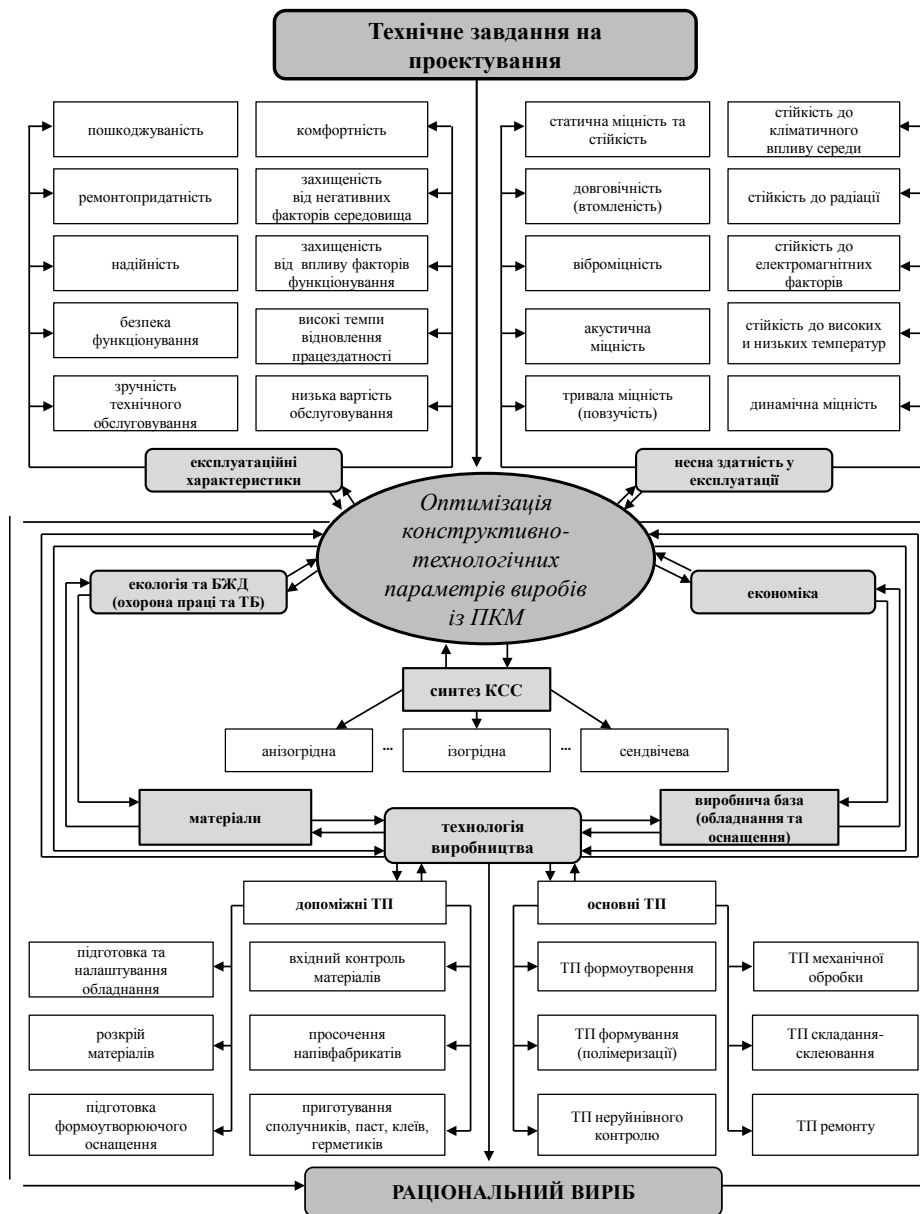 Технічне завдання на
проектування
пошкоджуваність
комфортність
статична міцність та
стійкість
стійкість до
кліматичного
впливу середи
ремонтопридатність
захищеність
від негативних
факторів середовища
довговічність
(втомленість)
стійкість до радіації
надійність
захищеність
від впливу факторів
функціонування
віброміцність
стійкість до
електромагнітних
факторів
безпека
функціонування
високі темпи
відновлення
працездатності
акустична
міцність
стійкість до високих
и низьких температур
зручність
технічного
обслуговування
низька вартість
обслуговування
тривала міцність
(повзучість)
динамічна міцність
експлуатаційні
характеристики
несна здатність у
експлуатації
Оптимізація
конструктивно-
технологічних
параметрів виробів
із ПКМ
екологія та БЖД
(охорона праці та ТБ)
економіка
синтез КСС
анізогрідна
...
ізогрідна
...
сендвічева
матеріали
технологія
виробництва
виробнича база
(обладнання та
оснащення)
допоміжні ТП
основні ТП
підготовка та
налаштування
обладнання
вхідний контроль
матеріалів
ТП формоутворення
ТП механічної
обробки
розкрій
матеріалів
просочення
напівфабрикатів
ТП формування
(полімеризації)
ТП складання-
склеювання
підготовка
формоутворюючого
оснащення
приготування
сполучників, паст, клеїв,
герметиків
ТП неруйнівного
контролю
ТП ремонту
РАЦІОНАЛЬНИЙ ВИРІБ